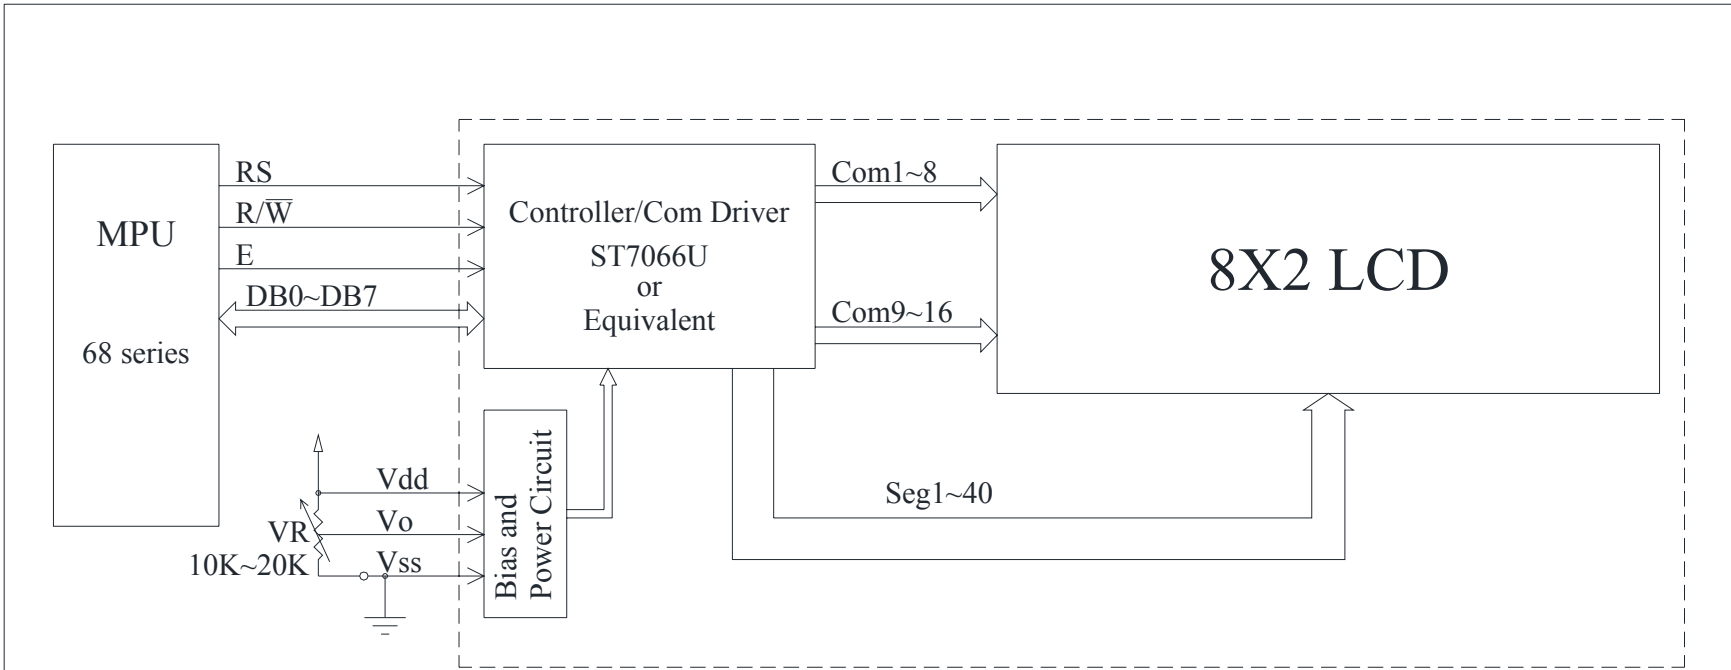 MPU
68 series
RS
R/W̅
E
DB0~DB7
Controller/Com Driver
ST7066U
or
Equivalent
Com1~8
Com9~16
8X2 LCD
Vdd
Vo
Vss
VR
10K~20K
Bias and
Power Circuit
Seg1~40